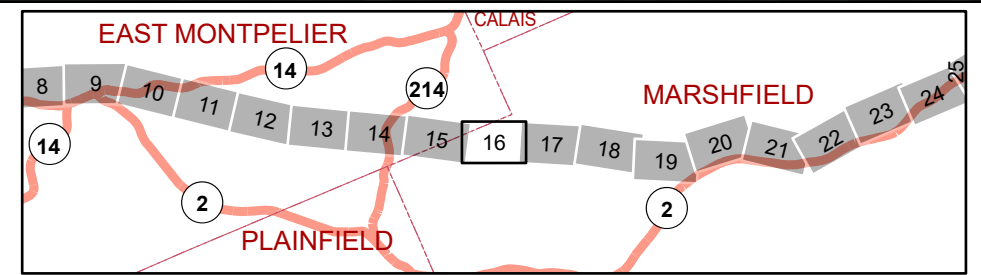 CALAIS
EAST MONTPELIER
14
214
MARSHFIELD
8 9 10 11 12 13 14 15 16 17 18 19 20 21 22 23 24 25
14
2
2
PLAINFIELD